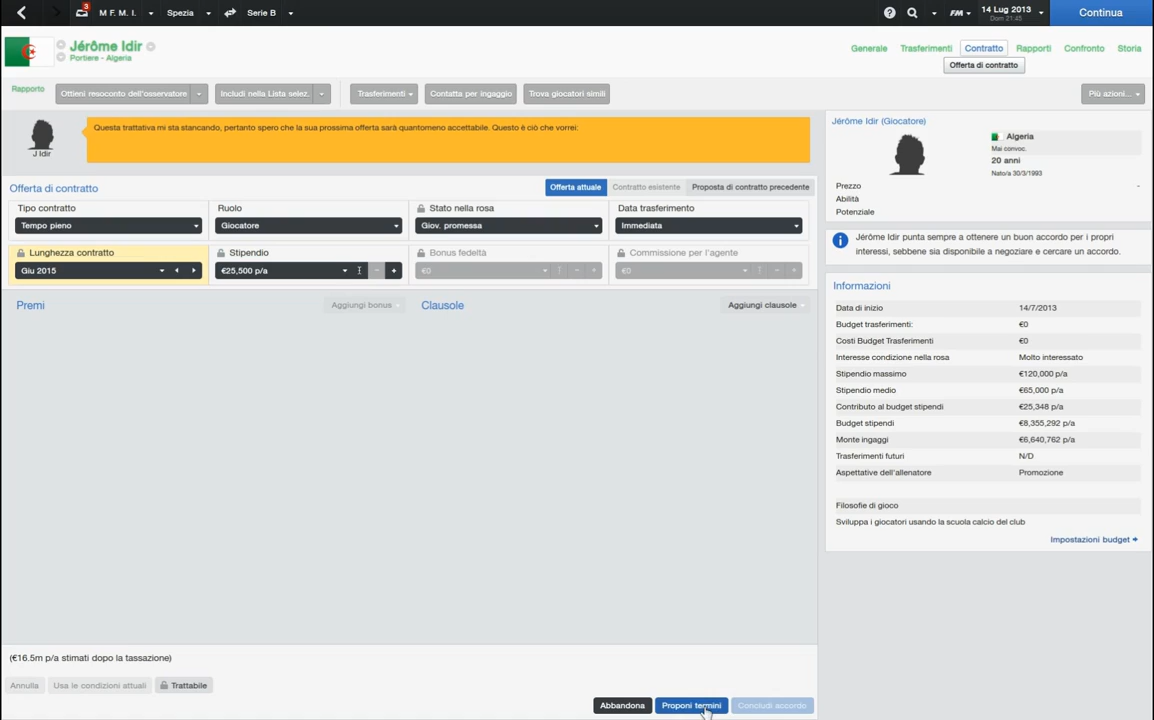 3
M F. M. I.
Spezia
Serie B
FM
14 Lug 2013
Dom 21:45
Continua
Jérôme Idir
Portiere - Algeria
Generale
Trasferimenti
Contratto
Rapporti
Confronto
Storia
Offerta di contratto
Rapporto
Ottieni resoconto dell'osservatore
Includi nella Lista selez.
Trasferimenti
Contatta per ingaggio
Trova giocatori simili
Più azioni...
J Idir
Questa trattativa mi sta stancando, pertanto spero che la sua prossima offerta sarà quantomeno accettabile. Questo è ciò che vorrei:
Offerta di contratto
Offerta attuale
Contratto esistente
Proposta di contratto precedente
Tipo contratto
Ruolo
Stato nella rosa
Data trasferimento
Tempo pieno
Giocatore
Giov. promessa
Immediata
Lunghezza contratto
Stipendio
Bonus fedeltà
Commissione per l'agente
Giu 2015
€25,500 p/a
€0
€0
Premi
Aggiungi bonus
Clausole
Aggiungi clausole
(€16.5m p/a stimati dopo la tassazione)
Annulla
Usa le condizioni attuali
Trattabile
Abbandona
Proponi termini
Concludi accordo
Jérôme Idir (Giocatore)
Algeria
Mai convoc.
20 anni
Nato/a 30/3/1993
Prezzo -
Abilità
Potenziale
Jérôme Idir punta sempre a ottenere un buon accordo per i propri
interessi, sebbene sia disponibile a negoziare e cercare un accordo.
Informazioni
Data di inizio 14/7/2013
Budget trasferimenti: €0
Costi Budget Trasferimenti €0
Interesse condizione nella rosa Molto interessato
Stipendio massimo €120,000 p/a
Stipendio medio €65,000 p/a
Contributo al budget stipendi €25,348 p/a
Budget stipendi €8,355,292 p/a
Monte ingaggi €6,640,762 p/a
Trasferimenti futuri N/D
Aspettative dell'allenatore Promozione
Filosofie di gioco
Sviluppa i giocatori usando la scuola calcio del club
Impostazioni budget